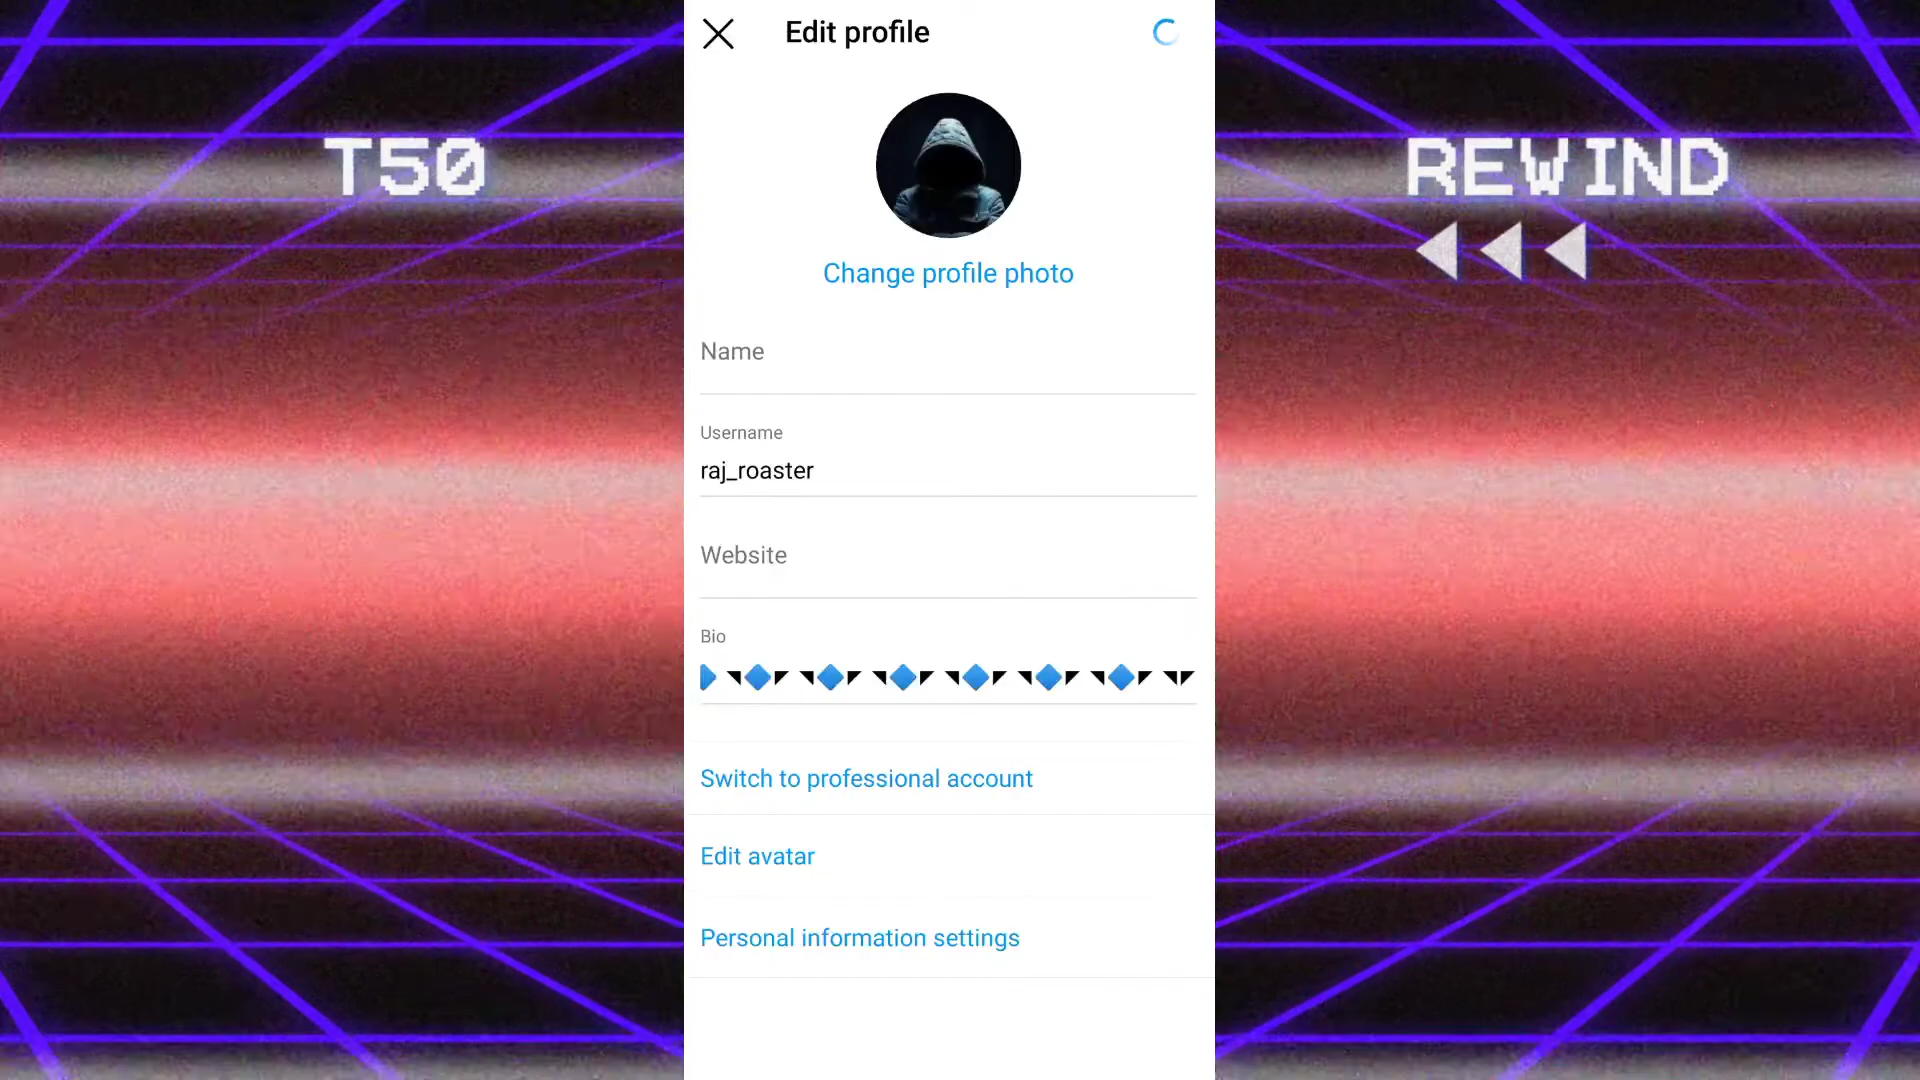 T50
REWIND
Edit profile
Change profile photo
Name
Username
raj_roaster
Website
Bio
🔷 ◥🔷◤ ◥🔷◤ ◥🔷◤ ◥🔷◤ ◥🔷◤ ◥🔷◤ ◥◤
Switch to professional account
Edit avatar
Personal information settings